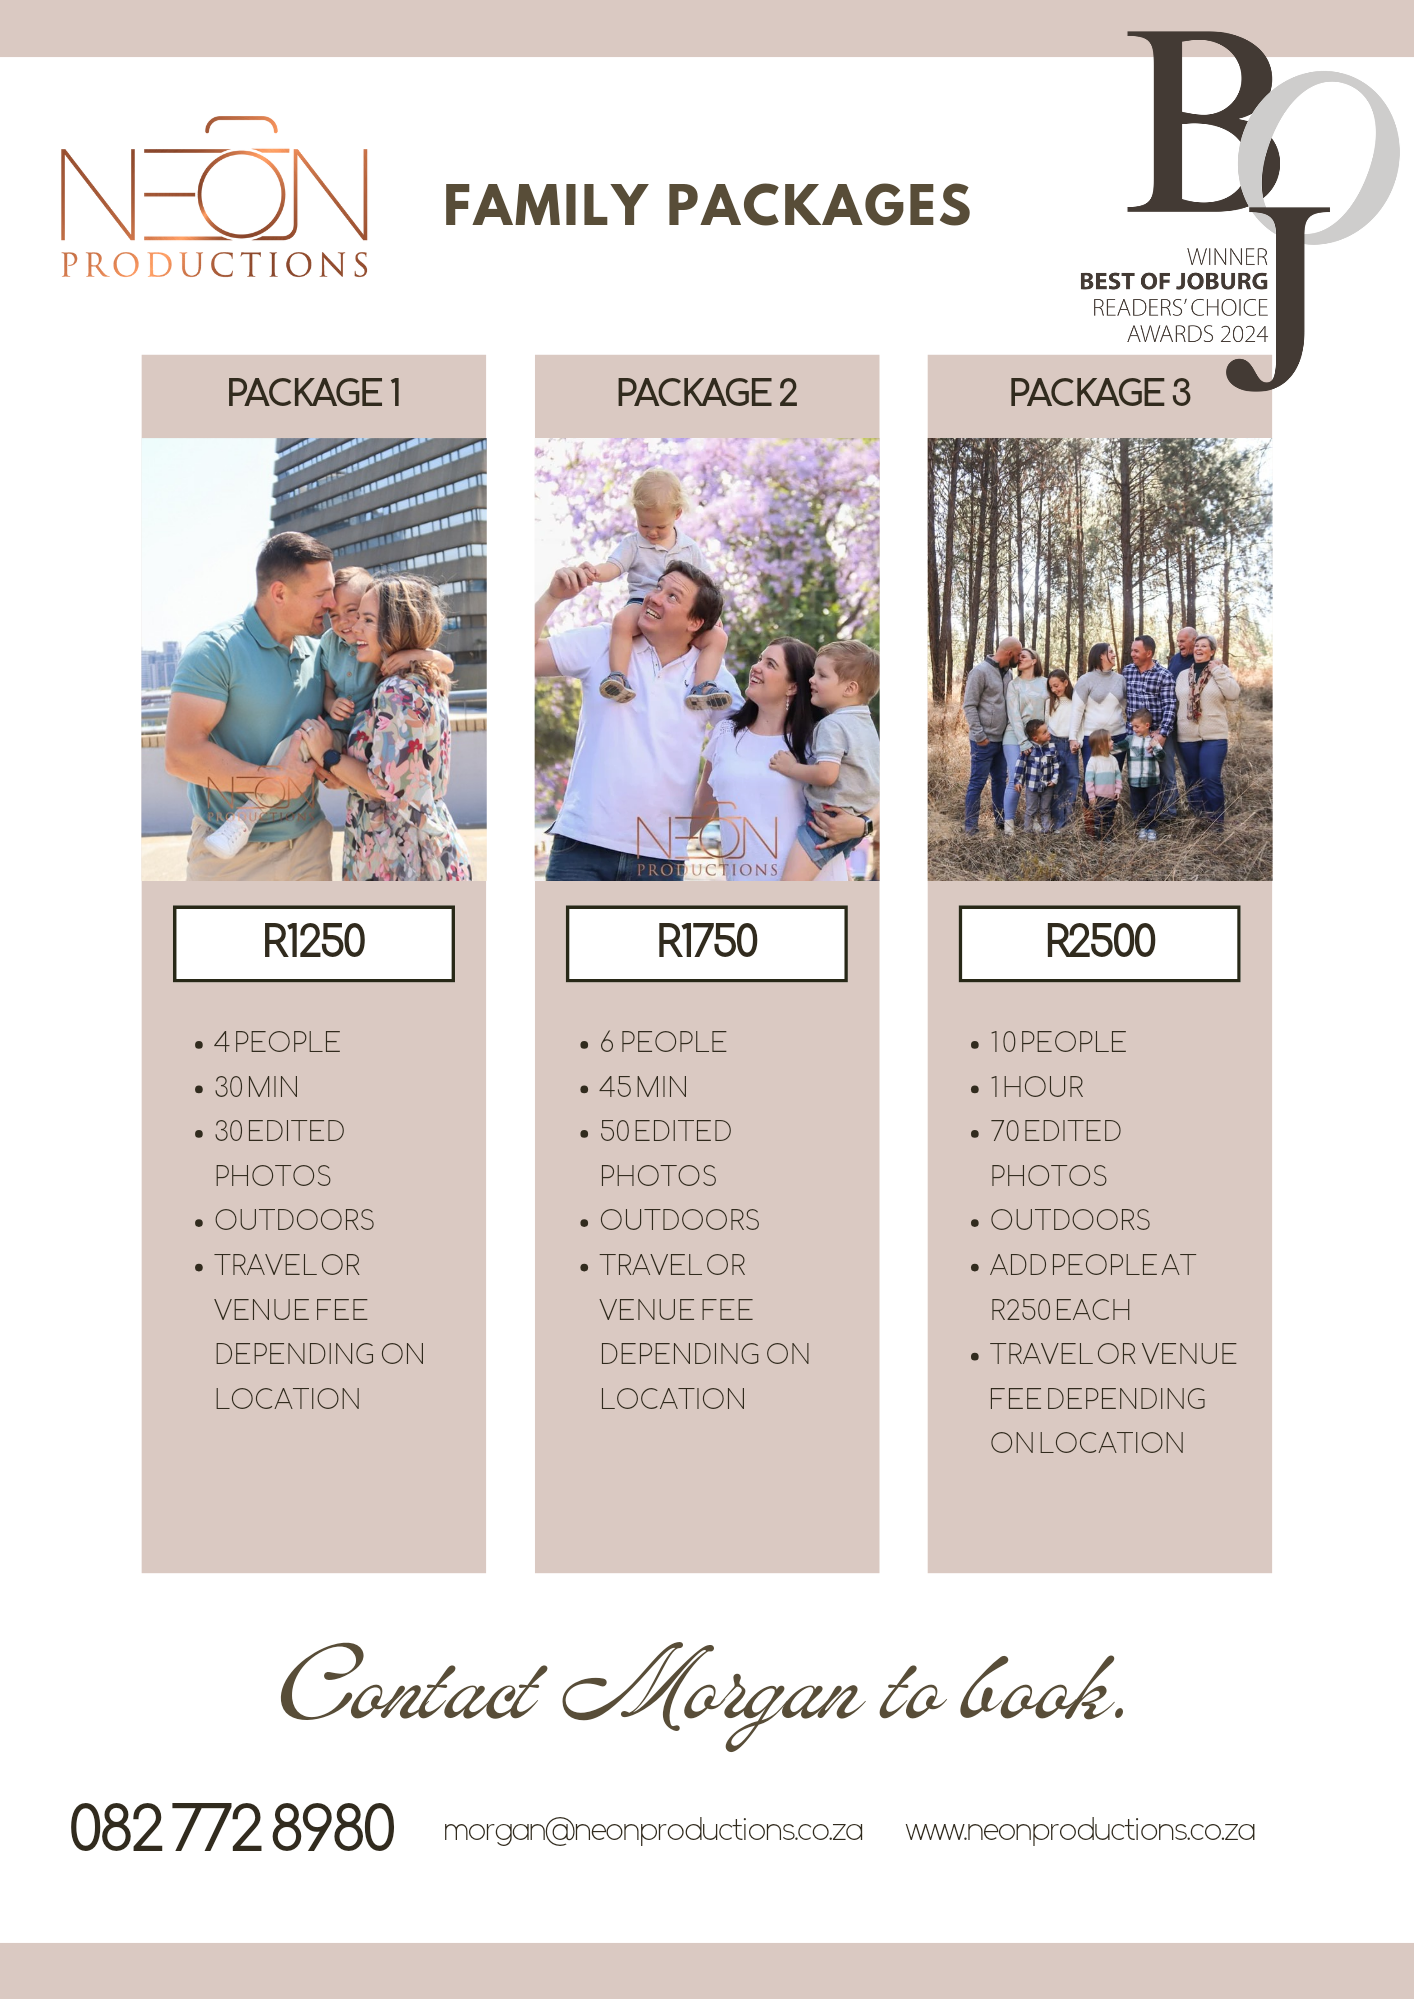 NEON
PRODUCTIONS
FAMILY PACKAGES
BOJ
WINNER
BEST OF JOBURG
READERS' CHOICE
AWARDS 2024
PACKAGE 1
NEON
PRODUCTIONS
R1250
• 4 PEOPLE
• 30 MIN
• 30 EDITED
PHOTOS
• OUTDOORS
• TRAVEL OR
VENUE FEE
DEPENDING ON
LOCATION
PACKAGE 2
NEON
PRODUCTIONS
R1750
• 6 PEOPLE
• 45 MIN
• 50 EDITED
PHOTOS
• OUTDOORS
• TRAVEL OR
VENUE FEE
DEPENDING ON
LOCATION
PACKAGE 3
R2500
• 10 PEOPLE
• 1 HOUR
• 70 EDITED
PHOTOS
• OUTDOORS
• ADD PEOPLE AT
R250 EACH
• TRAVEL OR VENUE
FEE DEPENDING
ON LOCATION
Contact Morgan to book.
082 772 8980
morgan@neonproductions.co.za
www.neonproductions.co.za